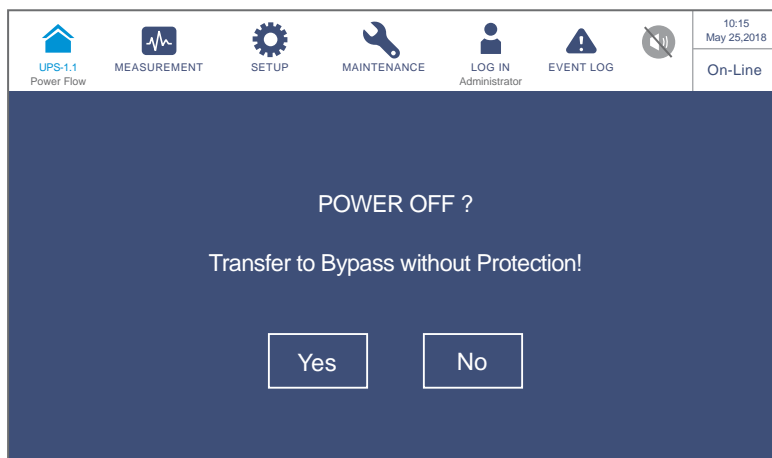 UPS-1.1
Power Flow
MEASUREMENT
SETUP
MAINTENANCE
LOG IN
Administrator
EVENT LOG
10:15
May 25,2018
On-Line
POWER OFF ?
Transfer to Bypass without Protection!
Yes
No